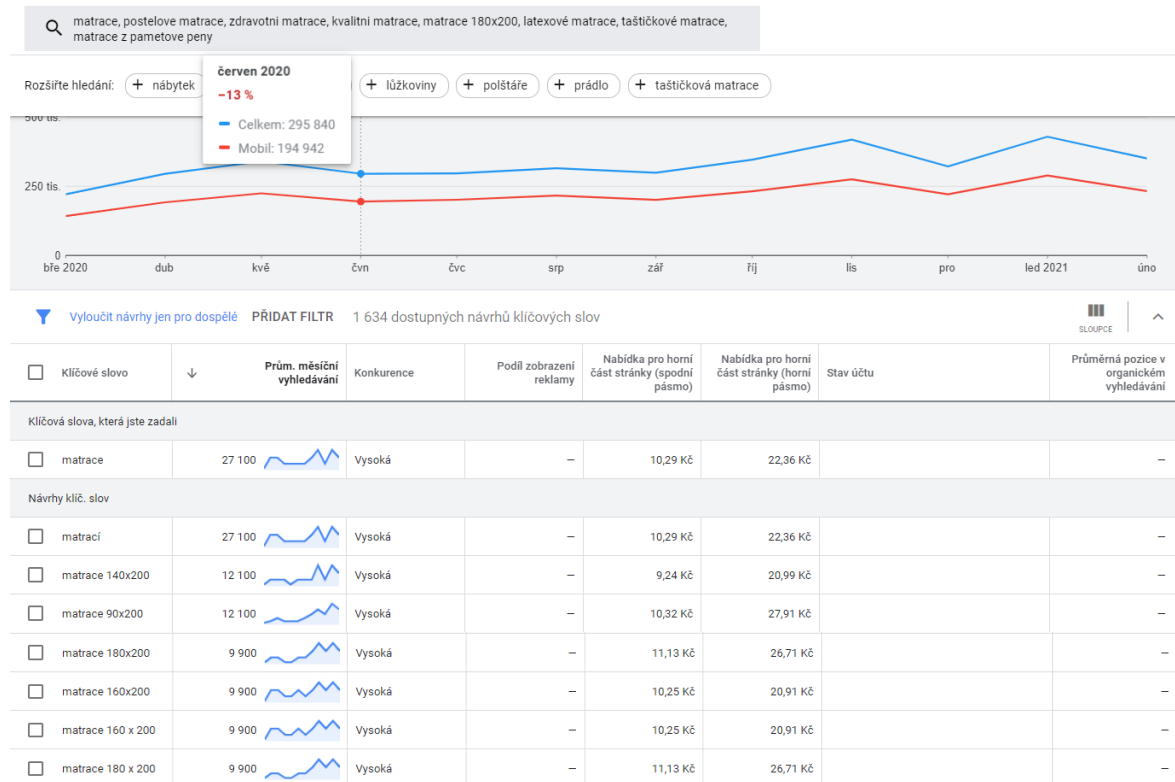 matrace, postelove matrace, zdravotni matrace, kvalitni matrace, matrace 180x200, latexové matrace, taštičkové matrace,
matrace z pametove peny
Rozšiřte hledání: + nábytek + lůžkoviny + polštáře + prádlo + taštičková matrace
červen 2020
−13 %
Celkem: 295 840
Mobil: 194 942
500 tis.
250 tis.
0
bře 2020 dub kvě čvn čvc srp zář říj lis pro led 2021 úno
Vyloučit návrhy jen pro dospělé PŘIDAT FILTR 1 634 dostupných návrhů klíčových slov SLOUPCE
Klíčové slovo Prům. měsíční vyhledávání Konkurence Podíl zobrazení reklamy Nabídka pro horní část stránky (spodní pásmo) Nabídka pro horní část stránky (horní pásmo) Stav účtu Průměrná pozice v organickém vyhledávání
Klíčová slova, která jste zadali
matrace 27 100 Vysoká – 10,29 Kč 22,36 Kč –
Návrhy klíč. slov
matrací 27 100 Vysoká – 10,29 Kč 22,36 Kč –
matrace 140x200 12 100 Vysoká – 9,24 Kč 20,99 Kč –
matrace 90x200 12 100 Vysoká – 10,32 Kč 27,91 Kč –
matrace 180x200 9 900 Vysoká – 11,13 Kč 26,71 Kč –
matrace 160x200 9 900 Vysoká – 10,25 Kč 20,91 Kč –
matrace 160 x 200 9 900 Vysoká – 10,25 Kč 20,91 Kč –
matrace 180 x 200 9 900 Vysoká – 11,13 Kč 26,71 Kč –